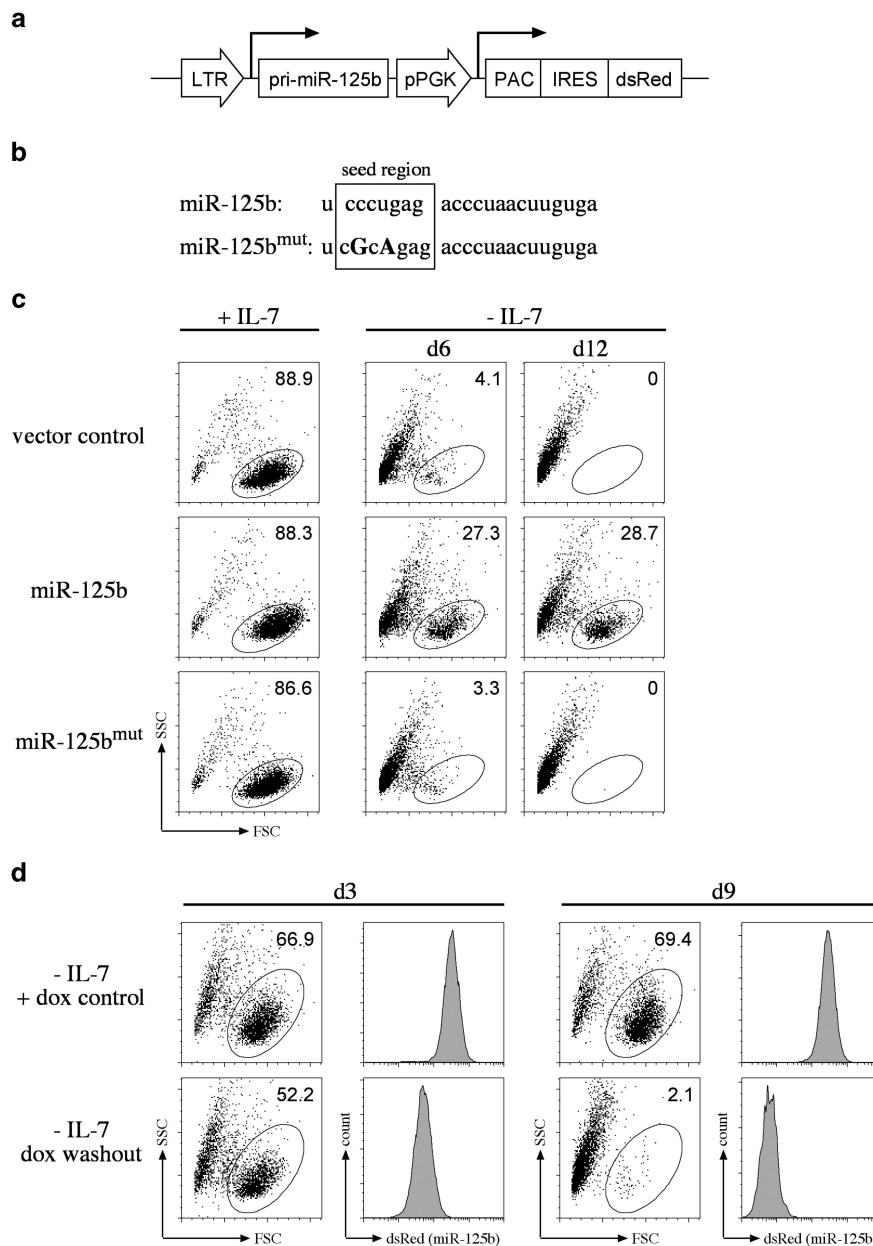 a
LTR pri-miR-125b pPGK PAC IRES dsRed
b
seed region
miR-125b: u cccugag acccuaacuuguga
miR-125bmut: u cGcAgag acccuaacuuguga
c
+ IL-7 - IL-7
d6 d12
vector control 88.9 4.1 0
miR-125b 88.3 27.3 28.7
miR-125bmut 86.6 3.3 0
SSC
FSC
d
d3 d9
- IL-7
+ dox control
66.9 69.4
- IL-7
dox washout
52.2 2.1
SSC count SSC count
FSC dsRed (miR-125b) FSC dsRed (miR-125b)